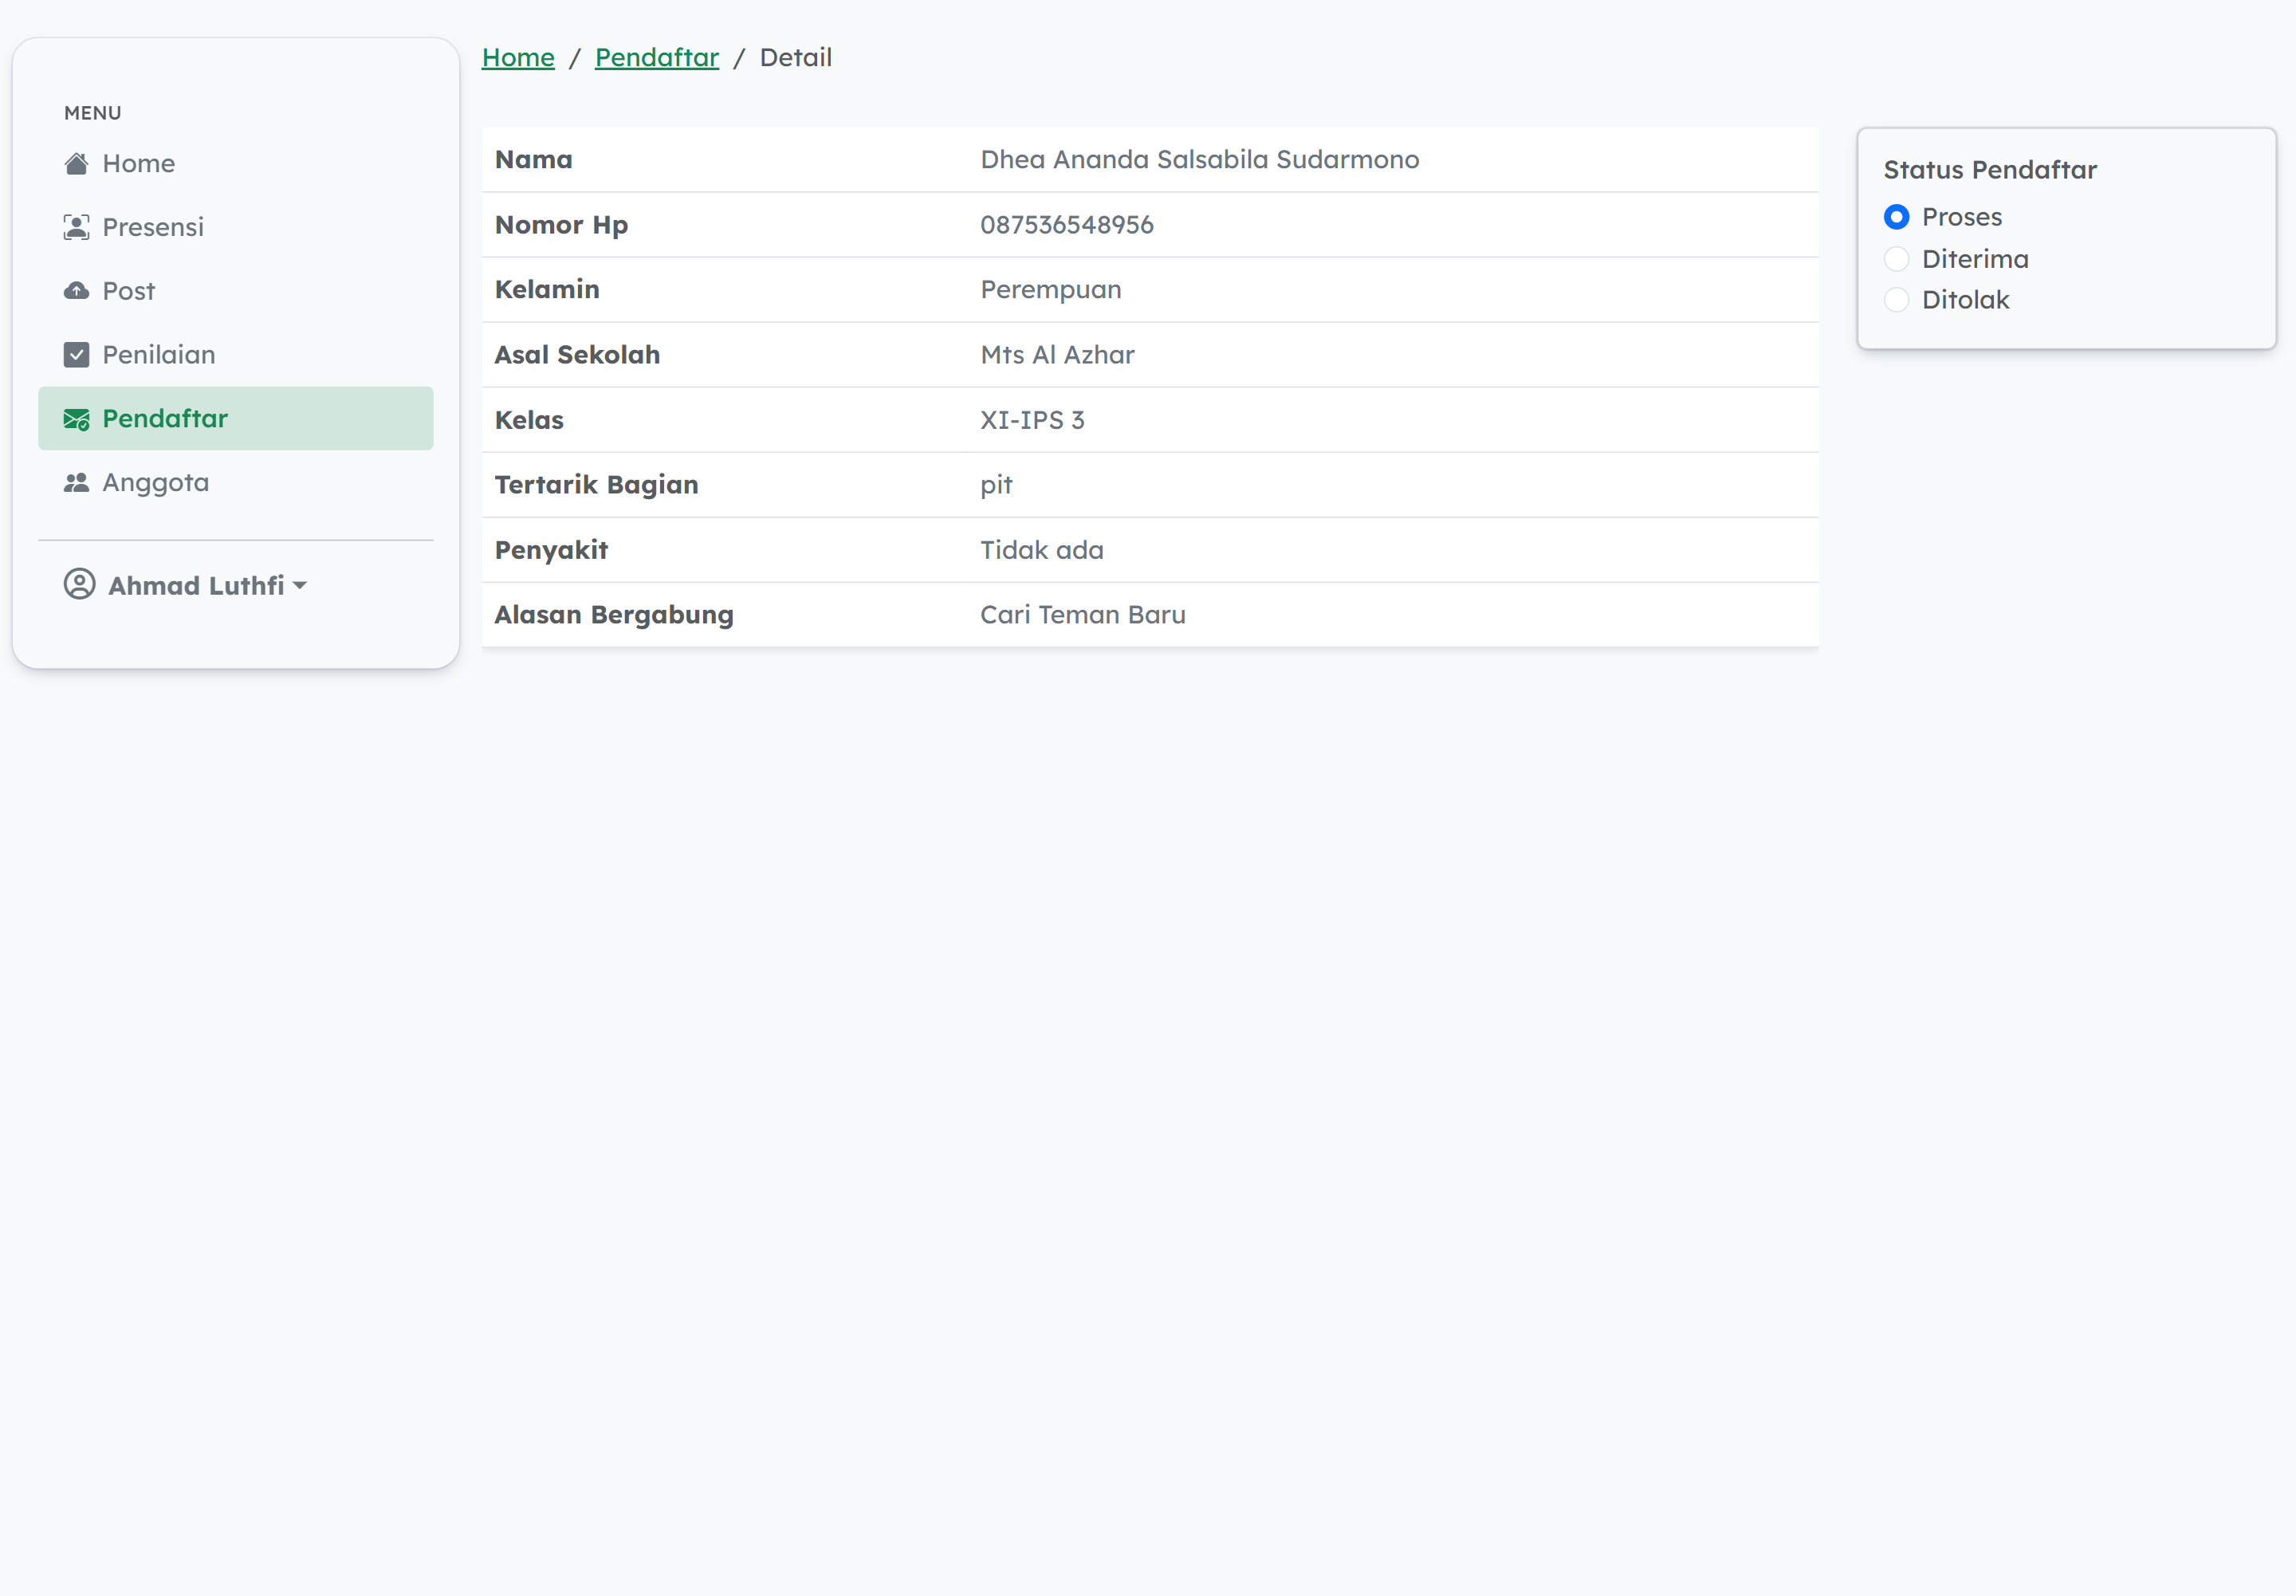 MENU
Home
Presensi
Post
Penilaian
Pendaftar
Anggota
Ahmad Luthfi
Home / Pendaftar / Detail
Nama Dhea Ananda Salsabila Sudarmono
Nomor Hp 087536548956
Kelamin Perempuan
Asal Sekolah Mts Al Azhar
Kelas XI-IPS 3
Tertarik Bagian pit
Penyakit Tidak ada
Alasan Bergabung Cari Teman Baru
Status Pendaftar
Proses
Diterima
Ditolak